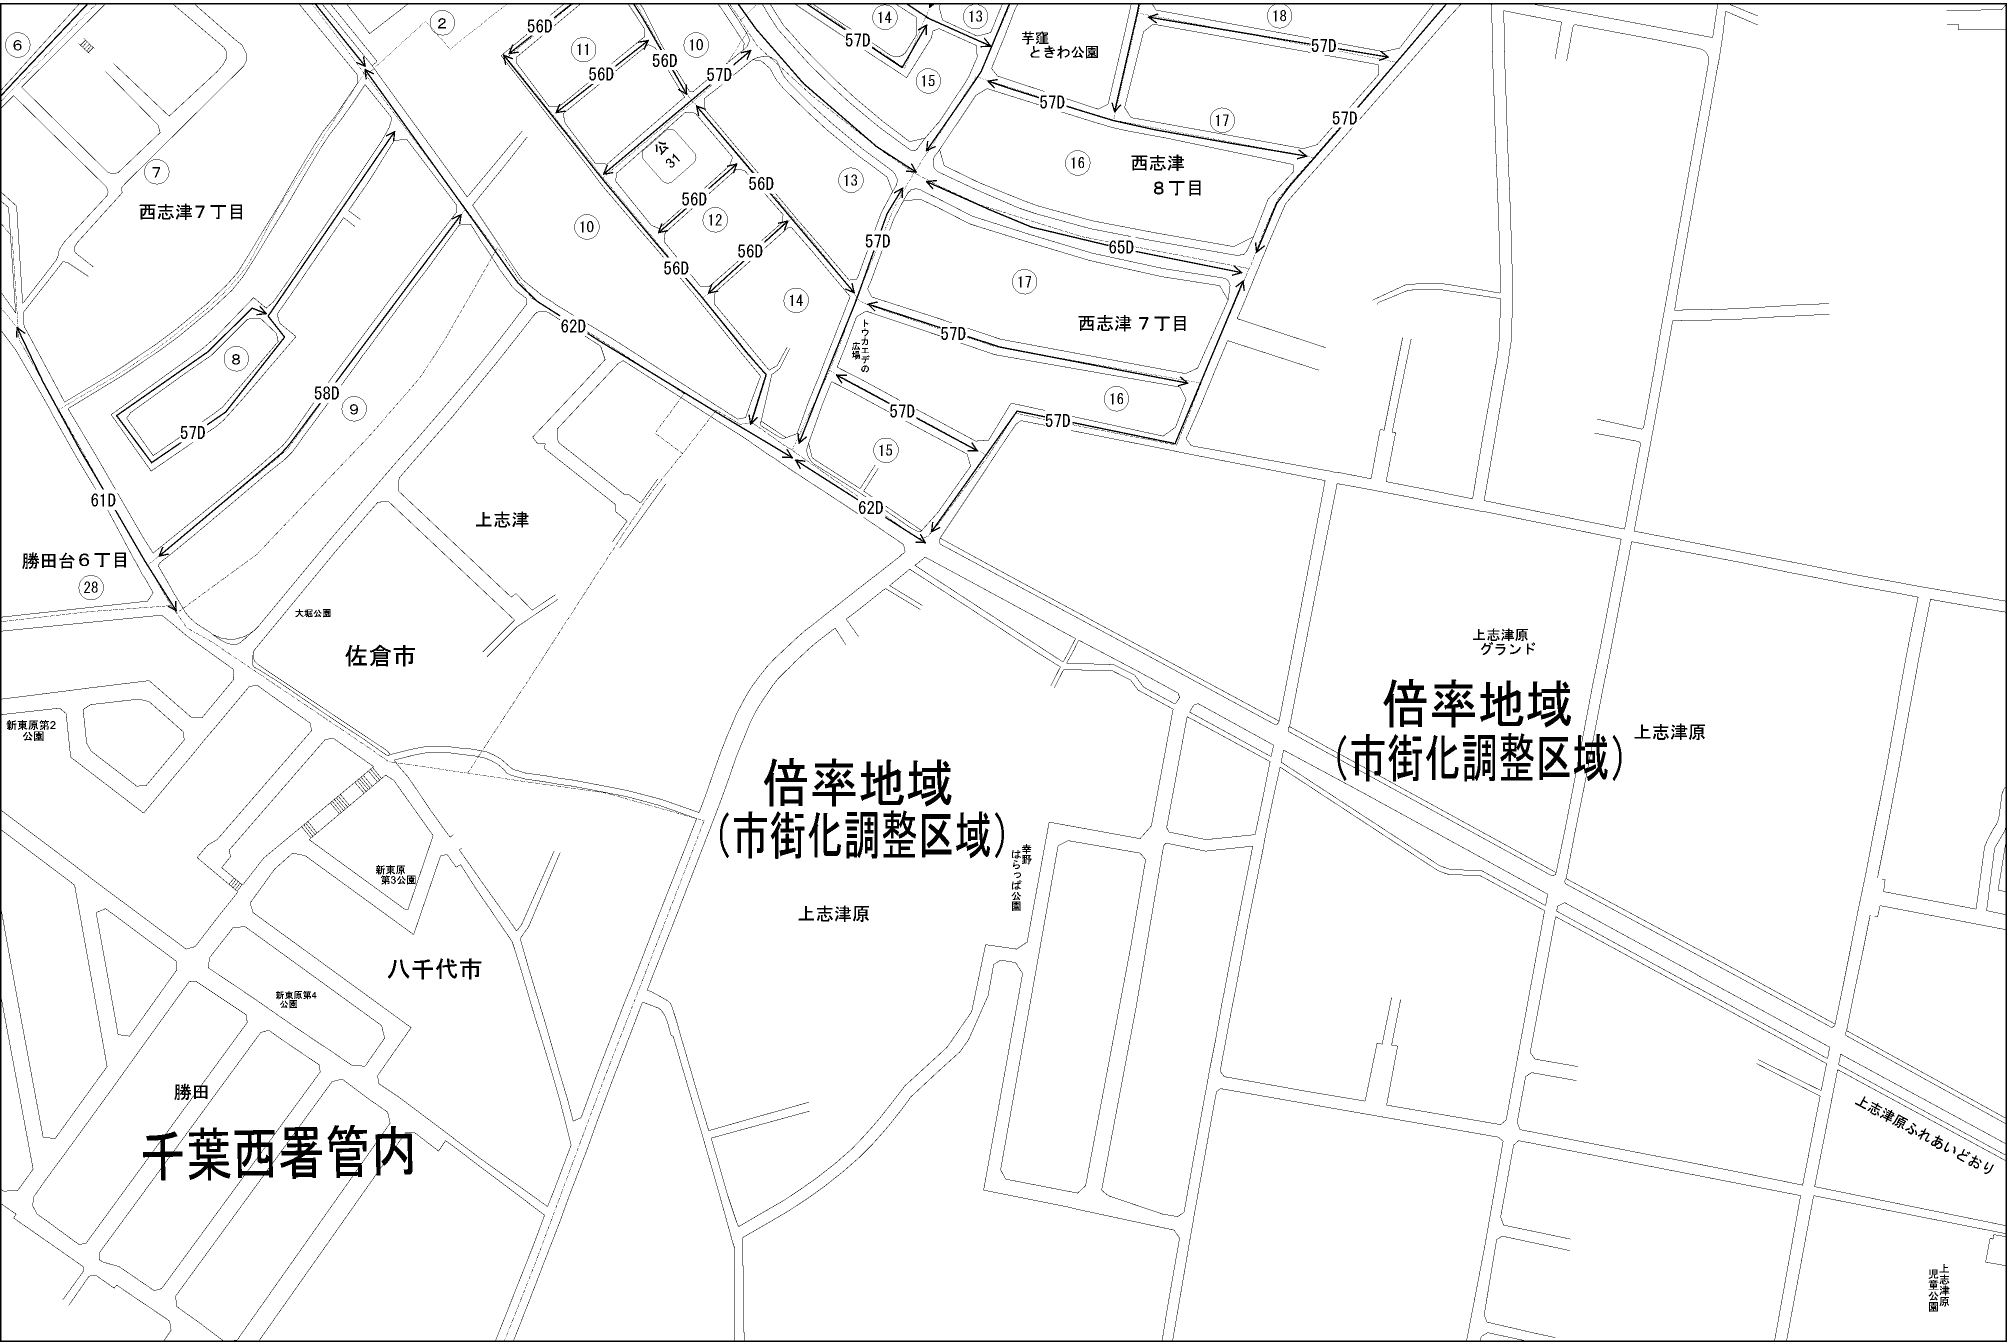 ⑥
②
56D
⑪
⑩
56D
56D
57D
⑭
⑬
57D
⑮
芋窪
ときわ公園
⑱
57D
57D
57D
⑰
57D
⑯
西志津
8丁目
⑦
西志津7丁目
公
31
56D
56D
⑫
⑬
⑩
56D
56D
⑭
57D
65D
⑰
西志津7丁目
62D
トウカエデの
広場
57D
⑧
57D
58D
⑨
57D
⑯
57D
⑮
61D
62D
上志津
勝田台6丁目
㉘
大堀公園
佐倉市
上志津原
グランド
倍率地域
(市街化調整区域)
上志津原
新東原第2
公園
倍率地域
(市街化調整区域)
幸野
はらっぱ公園
新東原
第3公園
上志津原
八千代市
新東原第4
公園
勝田
千葉西署管内
上志津原ふれあいどおり
上志津原
児童公園